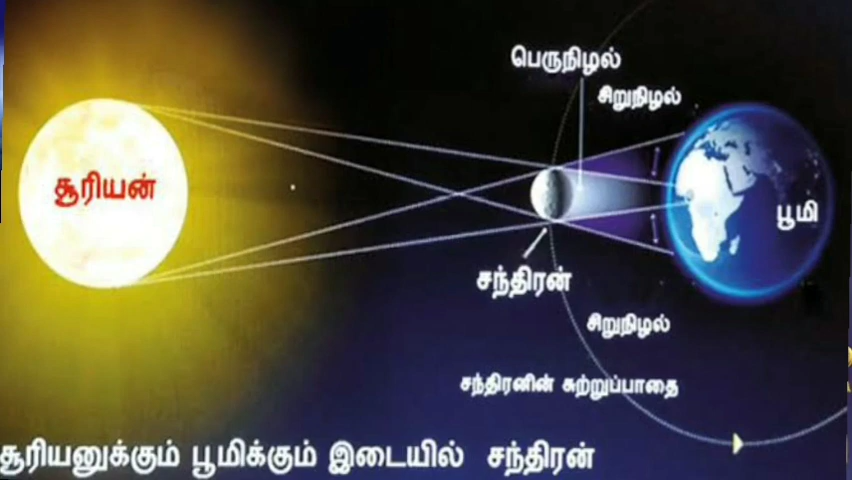 பெருநிழல்
சிறுநிழல்
சூரியன்
பூமி
சந்திரன்
சிறுநிழல்
சந்திரனின் சுற்றுப்பாதை
சூரியனுக்கும் பூமிக்கும் இடையில் சந்திரன்